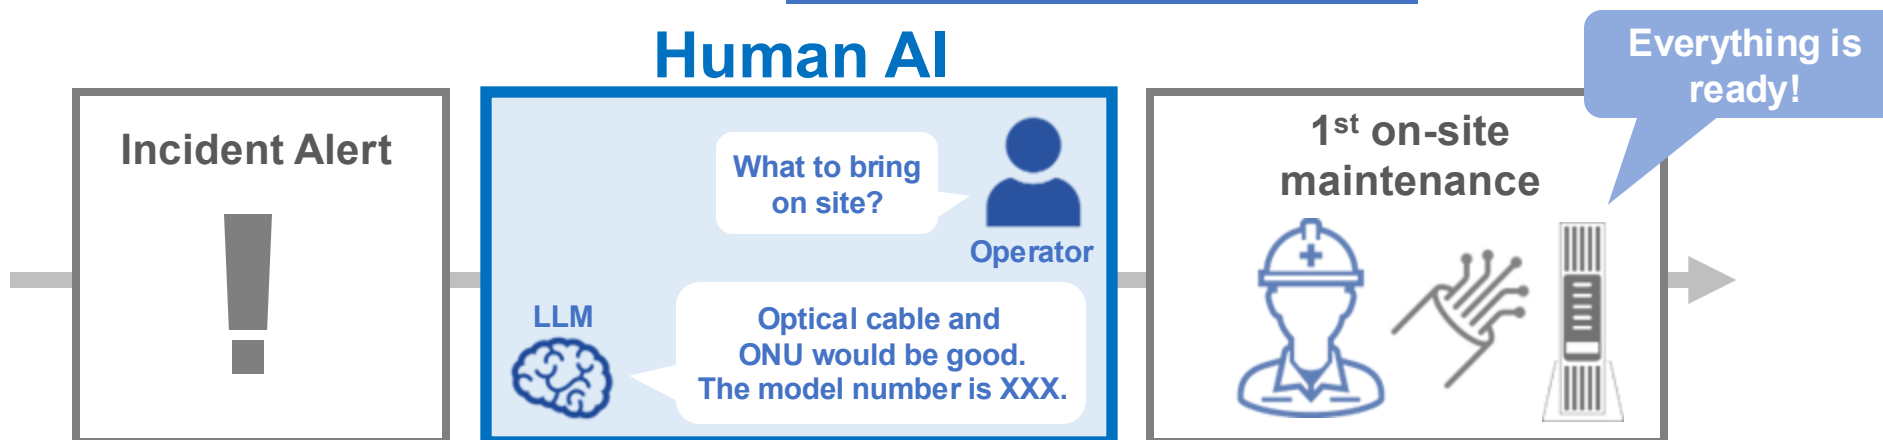 Human AI
Incident Alert
What to bring
on site?
Operator
LLM
Optical cable and
ONU would be good.
The model number is XXX.
1st on-site
maintenance
Everything is
ready!